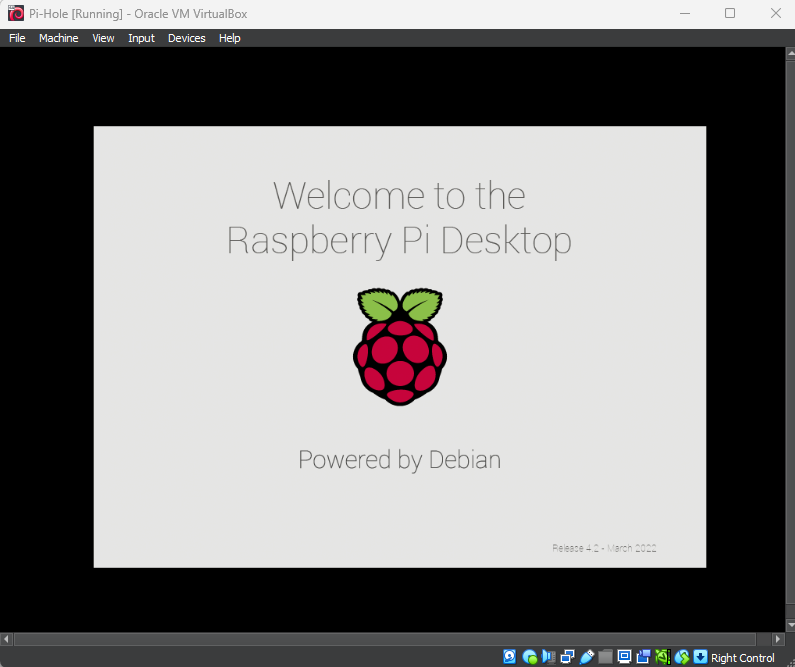 Pi-Hole [Running] - Oracle VM VirtualBox
File Machine View Input Devices Help
Welcome to the
Raspberry Pi Desktop
Powered by Debian
Release 4.2 - March 2022
Right Control